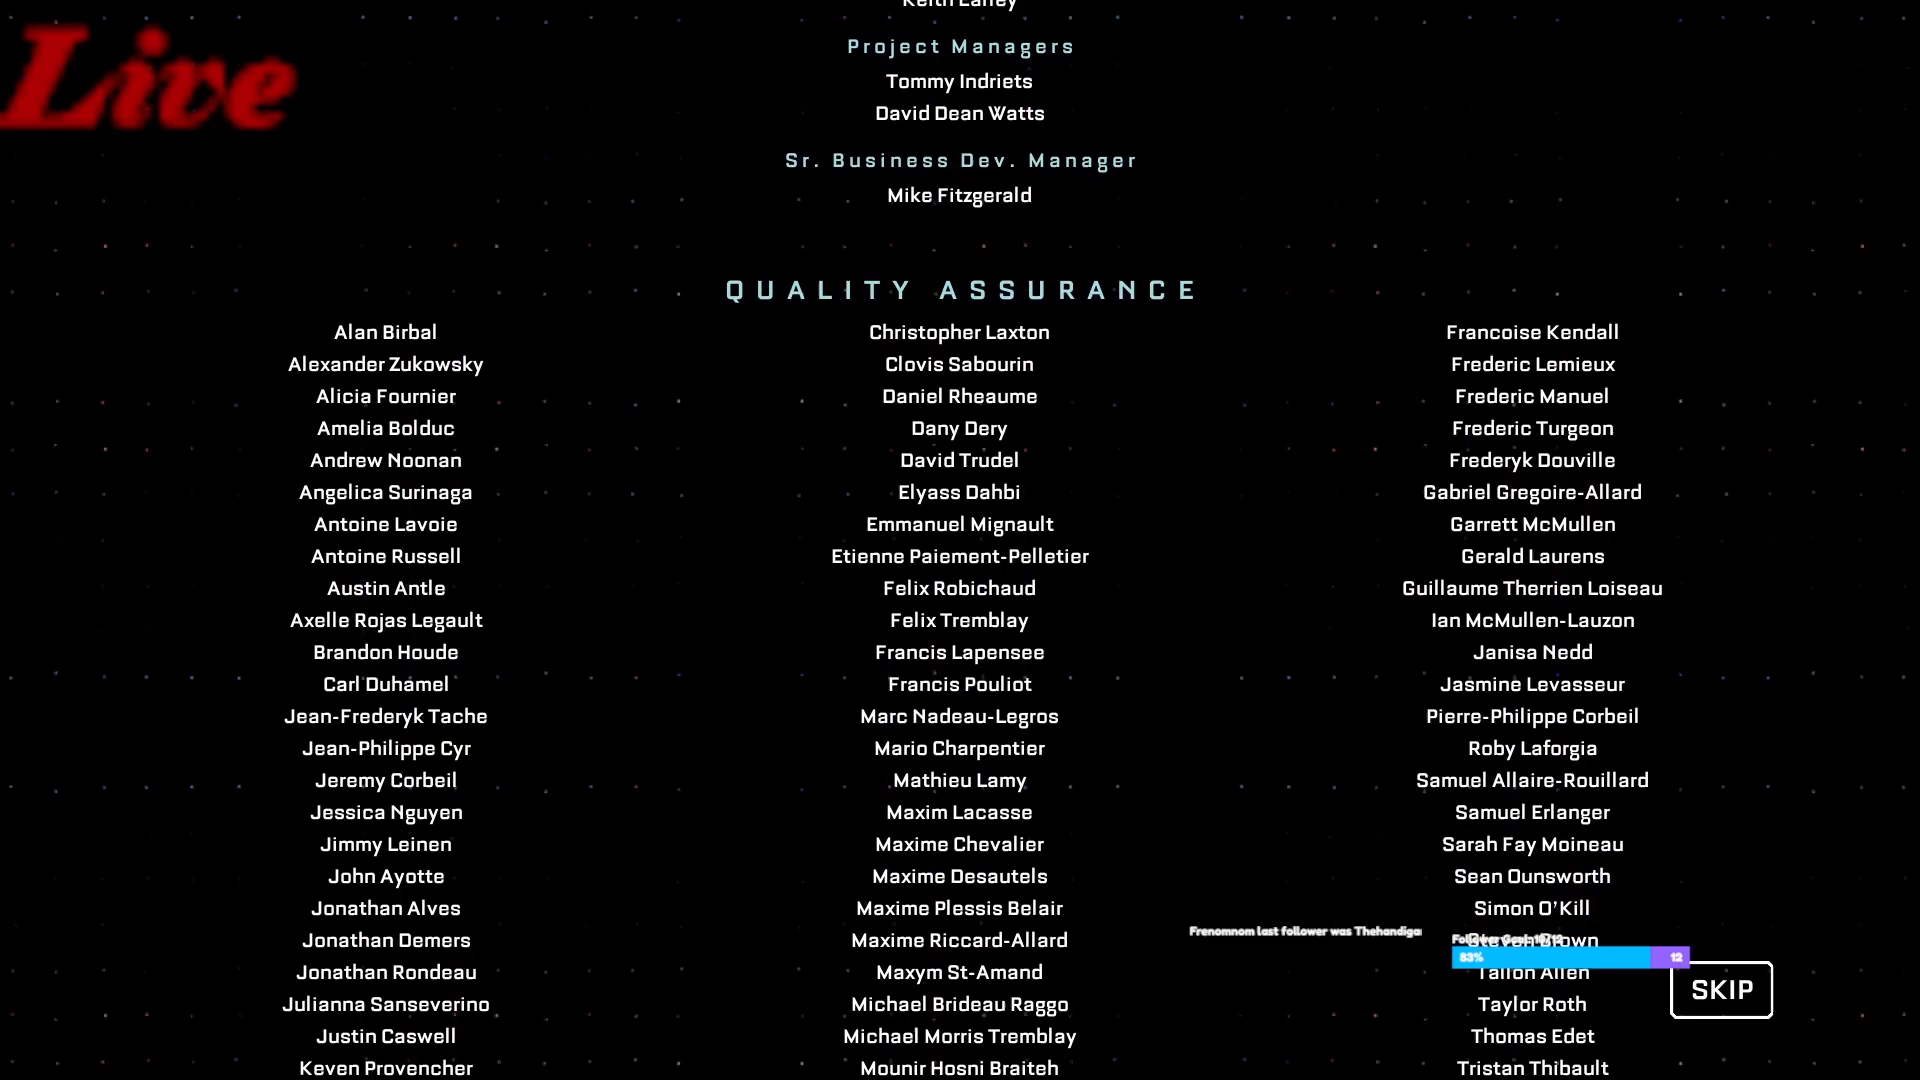 Keith Laney
Live
Project Managers
Tommy Indriets
David Dean Watts
Sr. Business Dev. Manager
Mike Fitzgerald
QUALITY ASSURANCE
Alan Birbal
Alexander Zukowsky
Alicia Fournier
Amelia Bolduc
Andrew Noonan
Angelica Surinaga
Antoine Lavoie
Antoine Russell
Austin Antle
Axelle Rojas Legault
Brandon Houde
Carl Duhamel
Jean-Frederyk Tache
Jean-Philippe Cyr
Jeremy Corbeil
Jessica Nguyen
Jimmy Leinen
John Ayotte
Jonathan Alves
Jonathan Demers
Jonathan Rondeau
Julianna Sanseverino
Justin Caswell
Keven Provencher
Christopher Laxton
Clovis Sabourin
Daniel Rheaume
Dany Dery
David Trudel
Elyass Dahbi
Emmanuel Mignault
Etienne Paiement-Pelletier
Felix Robichaud
Felix Tremblay
Francis Lapensee
Francis Pouliot
Marc Nadeau-Legros
Mario Charpentier
Mathieu Lamy
Maxim Lacasse
Maxime Chevalier
Maxime Desautels
Maxime Plessis Belair
Maxime Riccard-Allard
Maxym St-Amand
Michael Brideau Raggo
Michael Morris Tremblay
Mounir Hosni Braiteh
Francoise Kendall
Frederic Lemieux
Frederic Manuel
Frederic Turgeon
Frederyk Douville
Gabriel Gregoire-Allard
Garrett McMullen
Gerald Laurens
Guillaume Therrien Loiseau
Ian McMullen-Lauzon
Janisa Nedd
Jasmine Levasseur
Pierre-Philippe Corbeil
Roby Laforgia
Samuel Allaire-Rouillard
Samuel Erlanger
Sarah Fay Moineau
Sean Ounsworth
Simon O'Kill
Steven Brown
Tallon Allen
Taylor Roth
Thomas Edet
Tristan Thibault
Frenomnom last follower was Thehandiga
Follower Goal:
83%
12
SKIP